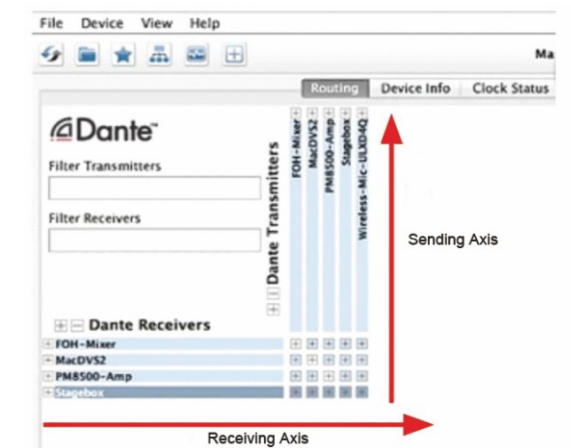 File Device View Help
Ma
Routing Device Info Clock Status
Dante™
Filter Transmitters
Filter Receivers
Dante Transmitters
FOH-Mixer
MacDVS2
PM8500-Amp
Stagebox
Wireless-Mic-ULXD4Q
Sending Axis
Dante Receivers
FOH-Mixer
MacDVS2
PM8500-Amp
Stagebox
Receiving Axis